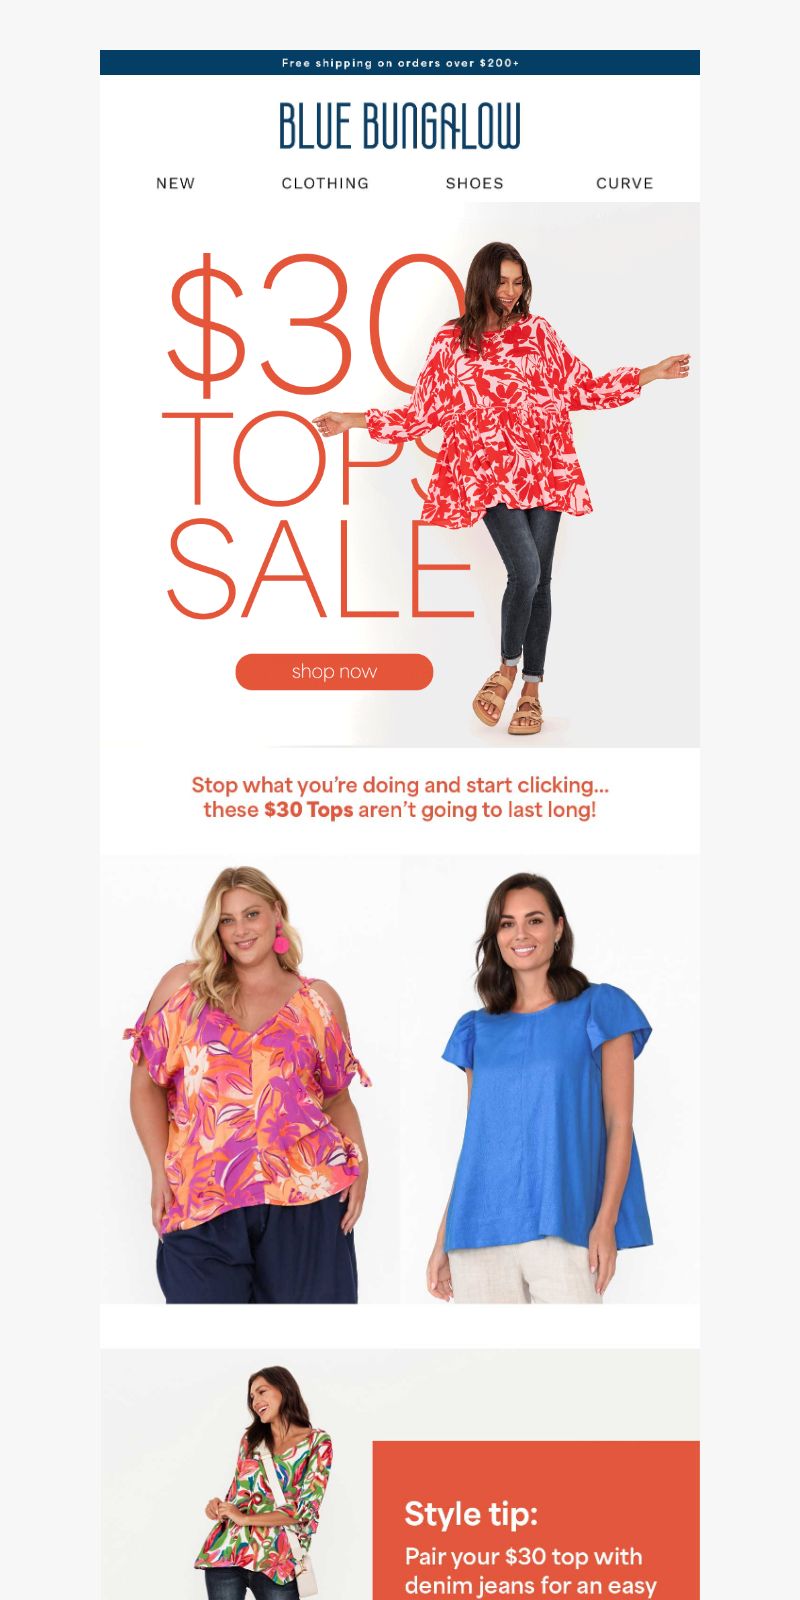 Free shipping on orders over $200+
BLUE BUNGALOW
NEW CLOTHING SHOES CURVE
$30
TOPS
SALE
shop now
Stop what you’re doing and start clicking...
these $30 Tops aren’t going to last long!
Style tip:
Pair your $30 top with
denim jeans for an easy